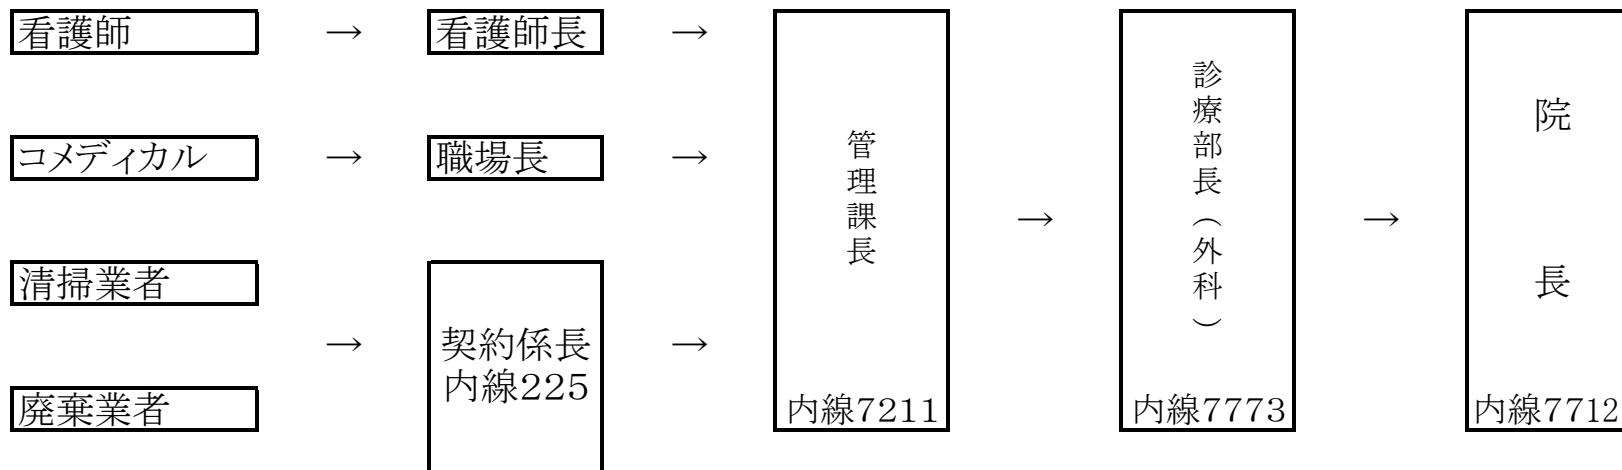 看護師
→
看護師長
→
コメディカル
→
職場長
→
清掃業者
廃棄業者
→
契約係長
内線225
→
管理課長
内線7211
→
診療部長（外科）
内線7773
→
院長
内線7712